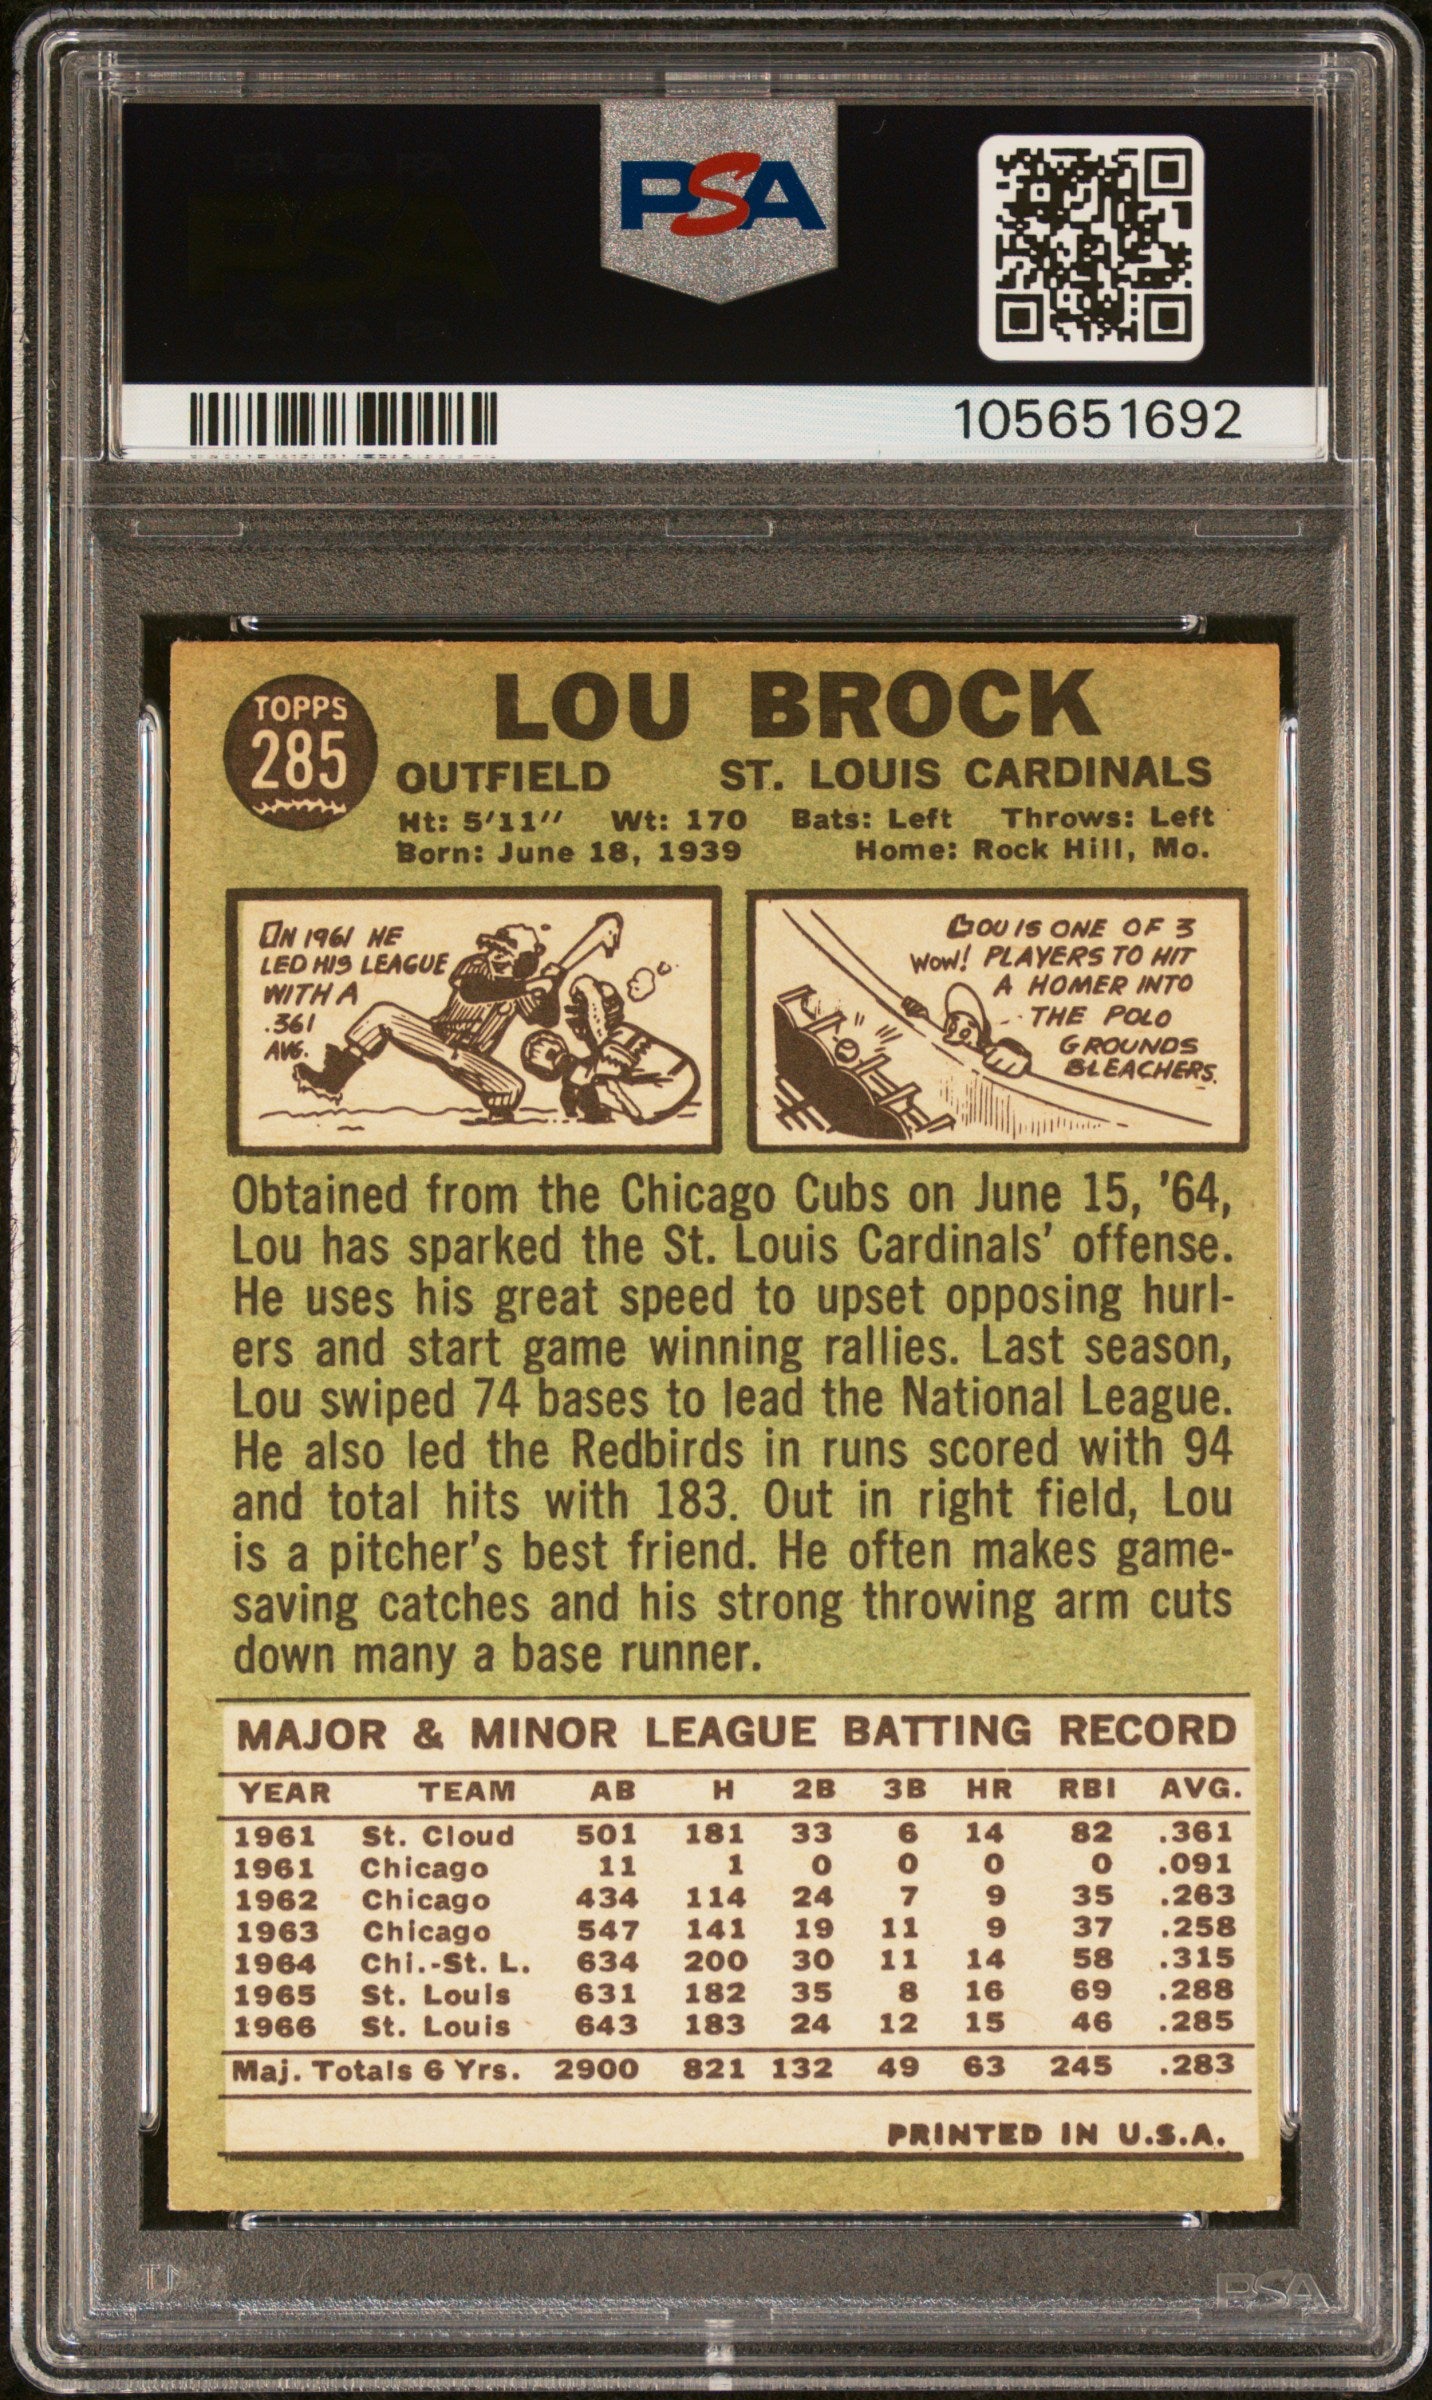 PSA
105651692
TOPPS
285
LOU BROCK
OUTFIELD ST. LOUIS CARDINALS
Ht: 5'11" Wt: 170 Bats: Left Throws: Left
Born: June 18, 1939 Home: Rock Hill, Mo.
IN 1961 HE
LED HIS LEAGUE
WITH A
.361
AVG.
LOU IS ONE OF 3
WOW! PLAYERS TO HIT
A HOMER INTO
THE POLO
GROUNDS
BLEACHERS.
Obtained from the Chicago Cubs on June 15, '64,
Lou has sparked the St. Louis Cardinals' offense.
He uses his great speed to upset opposing hurl-
ers and start game winning rallies. Last season,
Lou swiped 74 bases to lead the National League.
He also led the Redbirds in runs scored with 94
and total hits with 183. Out in right field, Lou
is a pitcher's best friend. He often makes game-
saving catches and his strong throwing arm cuts
down many a base runner.
MAJOR & MINOR LEAGUE BATTING RECORD
YEAR TEAM AB H 2B 3B HR RBI AVG.
1961 St. Cloud 501 181 33 6 14 82 .361
1961 Chicago 11 1 0 0 0 0 .091
1962 Chicago 434 114 24 7 9 35 .263
1963 Chicago 547 141 19 11 9 37 .258
1964 Chi.-St. L. 634 200 30 11 14 58 .315
1965 St. Louis 631 182 35 8 16 69 .288
1966 St. Louis 643 183 24 12 15 46 .285
Maj. Totals 6 Yrs. 2900 821 132 49 63 245 .283
PRINTED IN U.S.A.
PSA